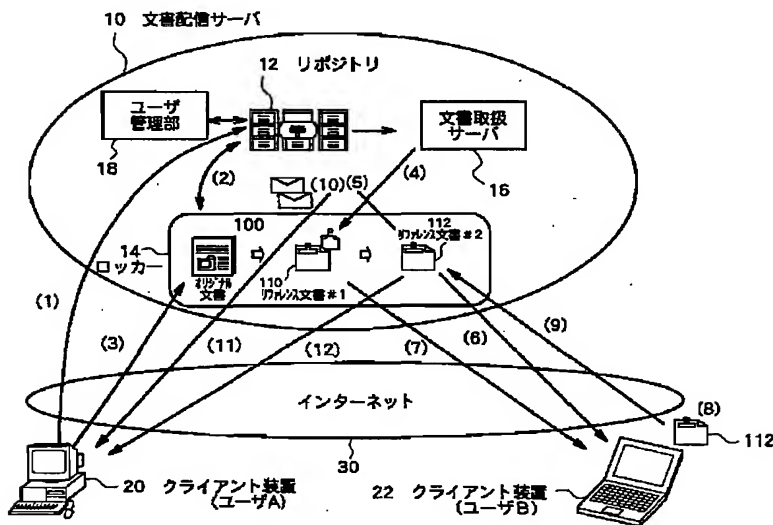 10 文書配信サーバ
12 リポジトリ
ユーザ
管理部
18
文書取扱
サーバ
16
(2)
(10)
(5)
(4)
100
112
リファレンス文書#2
14
ロッカー
オリジナル
文書
110
リファレンス文書#1
(1)
(3)
(11)
(12)
(7)
(6)
(9)
インターネット
(8)
112
30
20 クライアント装置
(ユーザA)
22 クライアント装置
(ユーザB)